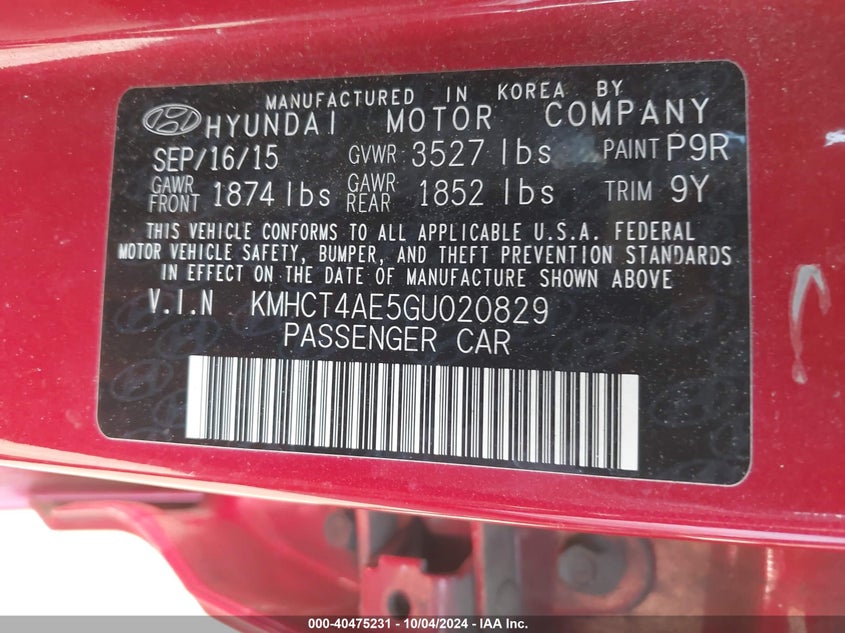 MANUFACTURED IN KOREA BY
HYUNDAI MOTOR COMPANY
SEP/16/15 GVWR 3527 lbs PAINT P9R
GAWR FRONT 1874 lbs GAWR REAR 1852 lbs TRIM 9Y
THIS VEHICLE CONFORMS TO ALL APPLICABLE U.S.A. FEDERAL
MOTOR VEHICLE SAFETY, BUMPER, AND THEFT PREVENTION STANDARDS
IN EFFECT ON THE DATE OF MANUFACTURE SHOWN ABOVE
V.I.N KMHCT4AE5GU020829
PASSENGER CAR
000-40475231 - 10/04/2024 - IAA Inc.